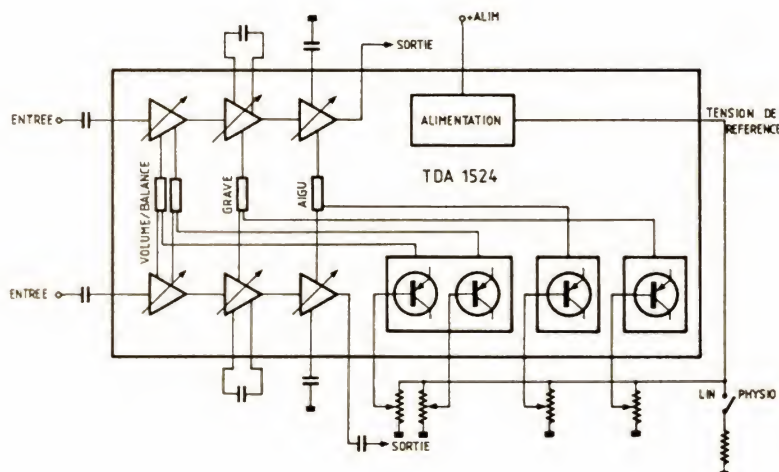 +ALIM
SORTIE
ENTREE
ALIMENTATION
TENSION DE
REFERENCE
TDA 1524
VOLUME/BALANCE
GRAVE
AIGU
ENTREE
LIN
PHYSIO
SORTIE